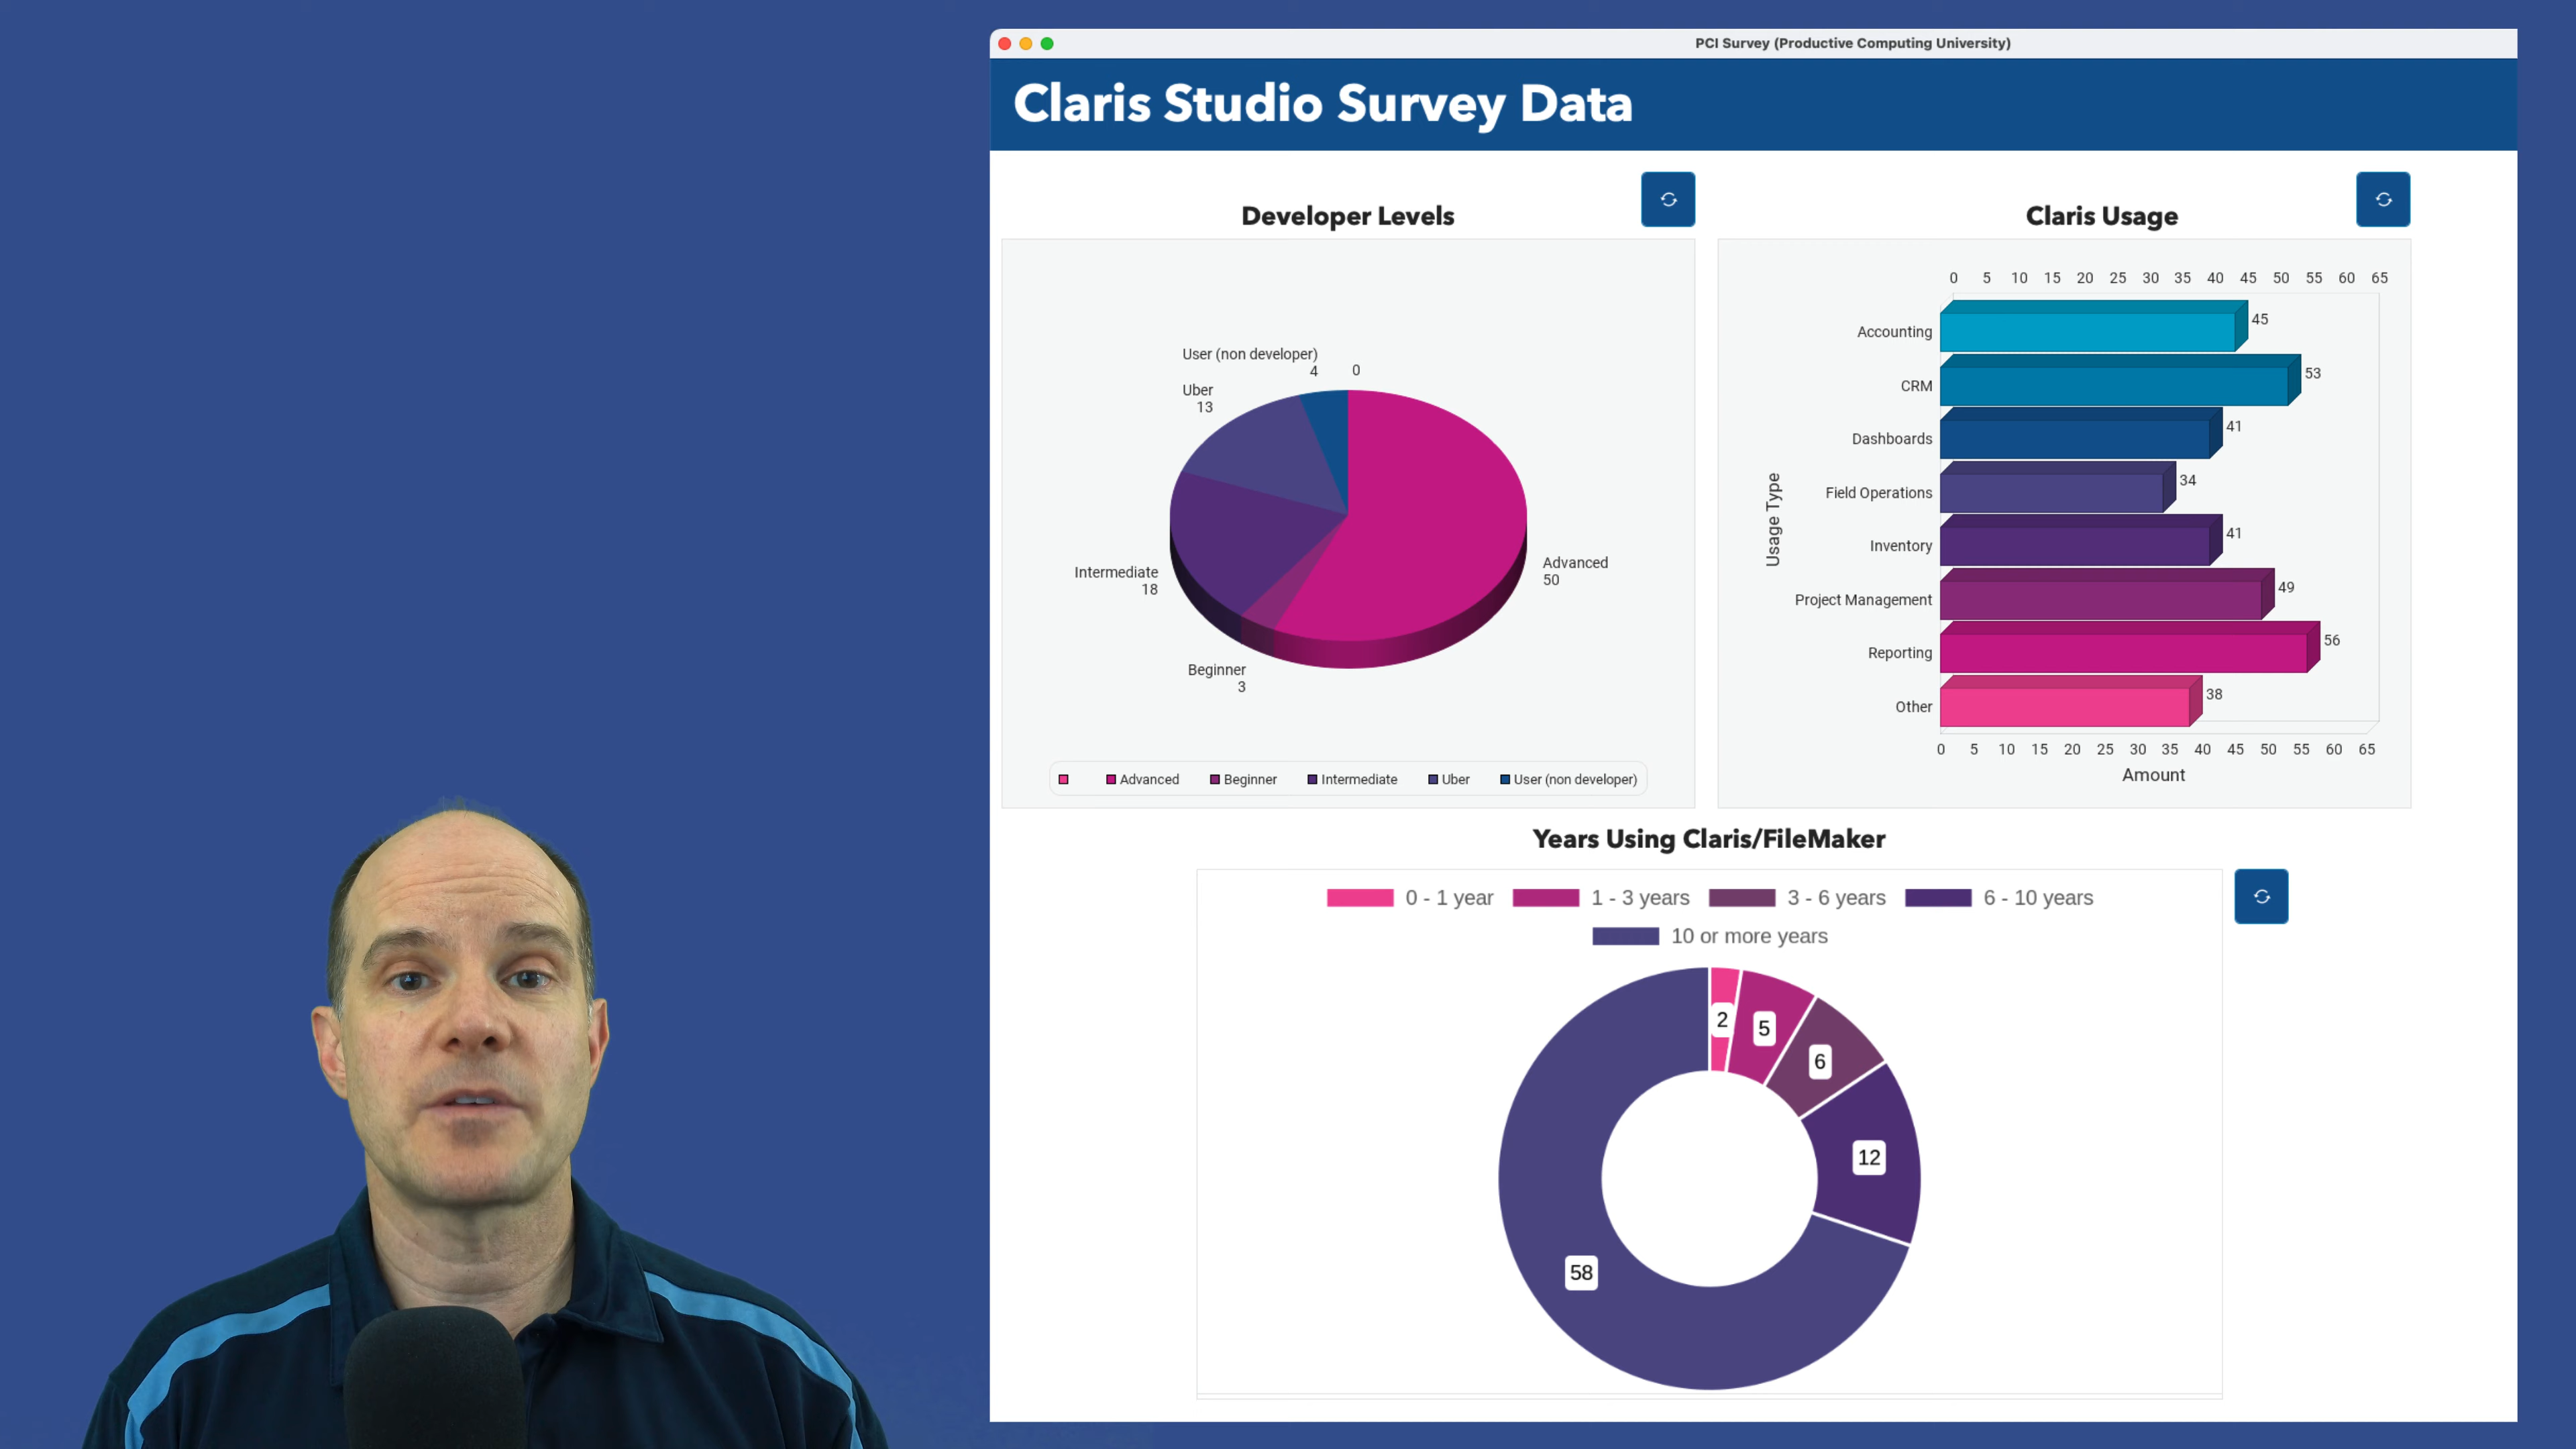 PCI Survey (Productive Computing University)
Claris Studio Survey Data
Developer Levels
User (non developer)
4
0
Uber
13
Intermediate
18
Advanced
50
Beginner
3
Advanced
Beginner
Intermediate
Uber
User (non developer)
Claris Usage
0 5 10 15 20 25 30 35 40 45 50 55 60 65
Usage Type
Accounting 45
CRM 53
Dashboards 41
Field Operations 34
Inventory 41
Project Management 49
Reporting 56
Other 38
0 5 10 15 20 25 30 35 40 45 50 55 60 65
Amount
Years Using Claris/FileMaker
0 - 1 year 1 - 3 years 3 - 6 years 6 - 10 years
10 or more years
2
5
6
12
58